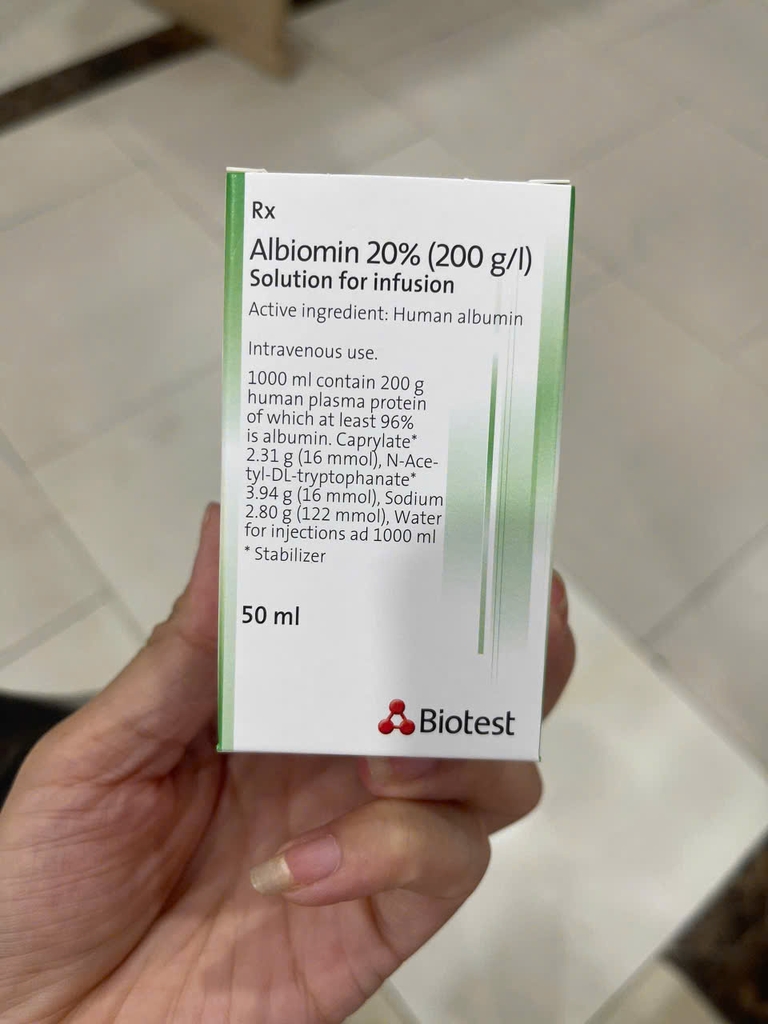 Rx
Albiomin 20% (200 g/l)
Solution for infusion
Active ingredient: Human albumin
Intravenous use.
1000 ml contain 200 g
human plasma protein
of which at least 96%
is albumin. Caprylate*
2.31 g (16 mmol), N-Ace-
tyl-DL-tryptophanate*
3.94 g (16 mmol), Sodium
2.80 g (122 mmol), Water
for injections ad 1000 ml
* Stabilizer
50 ml
Biotest